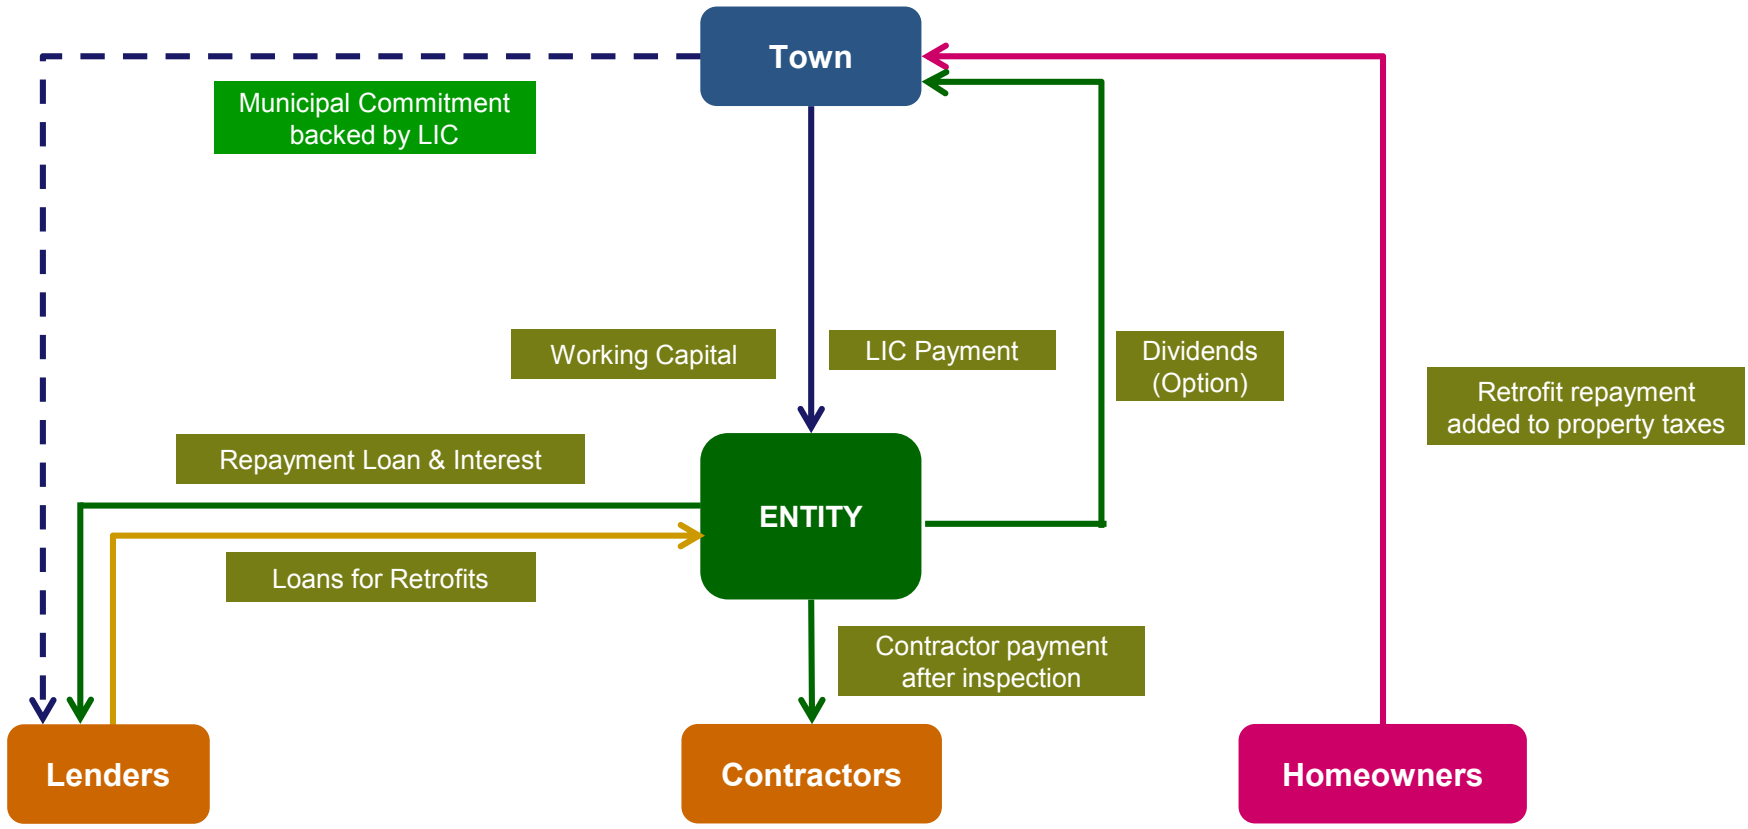 Town
Municipal Commitment
backed by LIC
Working Capital
LIC Payment
Dividends
(Option)
Retrofit repayment
added to property taxes
Repayment Loan & Interest
ENTITY
Loans for Retrofits
Contractor payment
after inspection
Lenders
Contractors
Homeowners